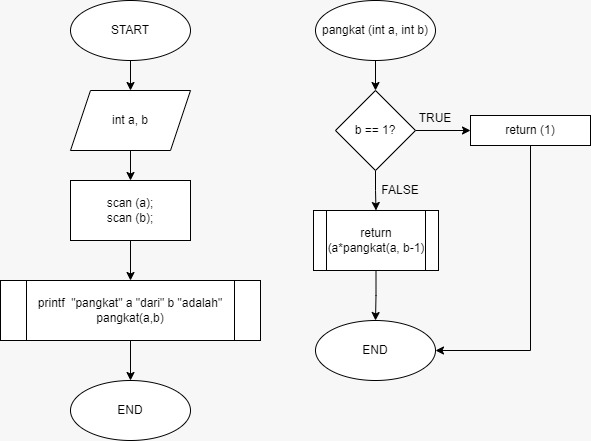 START
int a, b
scan (a);
scan (b);
printf "pangkat" a "dari" b "adalah"
pangkat(a,b)
END
pangkat (int a, int b)
b == 1?
TRUE
return (1)
FALSE
return
(a*pangkat(a, b-1)
END